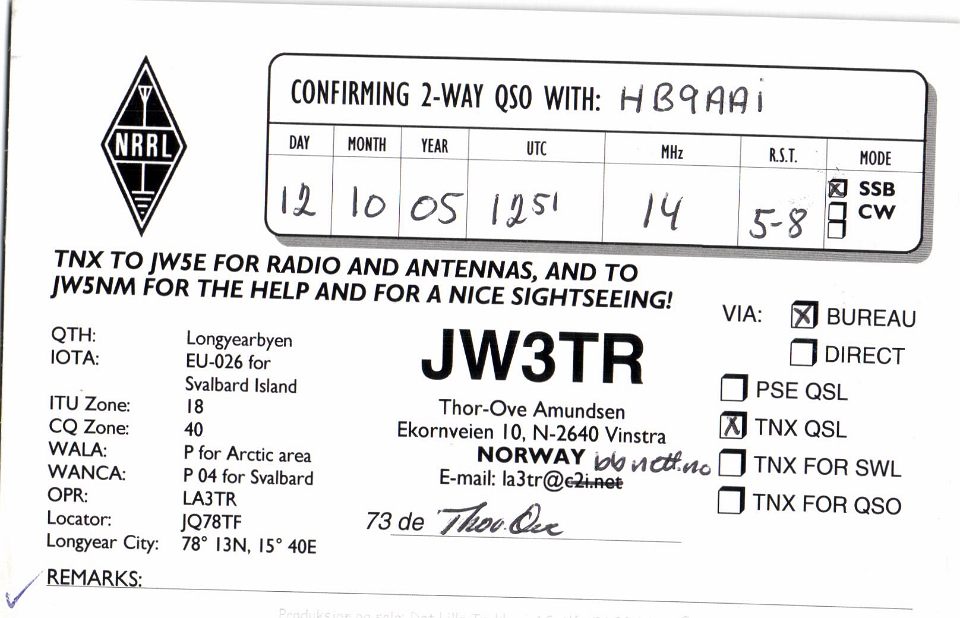 NRRL
CONFIRMING 2-WAY QSO WITH: HB9AAi
DAY MONTH YEAR UTC MHz R.S.T. MODE
12 10 05 1251 14 5-8 SSB
CW
TNX TO JW5E FOR RADIO AND ANTENNAS, AND TO
JW5NM FOR THE HELP AND FOR A NICE SIGHTSEEING!
QTH: Longyearbyen
IOTA: EU-026 for
Svalbard Island
ITU Zone: 18
CQ Zone: 40
WALA: P for Arctic area
WANCA: P 04 for Svalbard
OPR: LA3TR
Locator: JQ78TF
Longyear City: 78° 13N, 15° 40E
REMARKS:
JW3TR
Thor-Ove Amundsen
Ekornveien 10, N-2640 Vinstra
NORWAY bbnett.no
E-mail: la3tr@c2i.net
73 de Thor-Ove
VIA: BUREAU
DIRECT
PSE QSL
TNX QSL
TNX FOR SWL
TNX FOR QSO